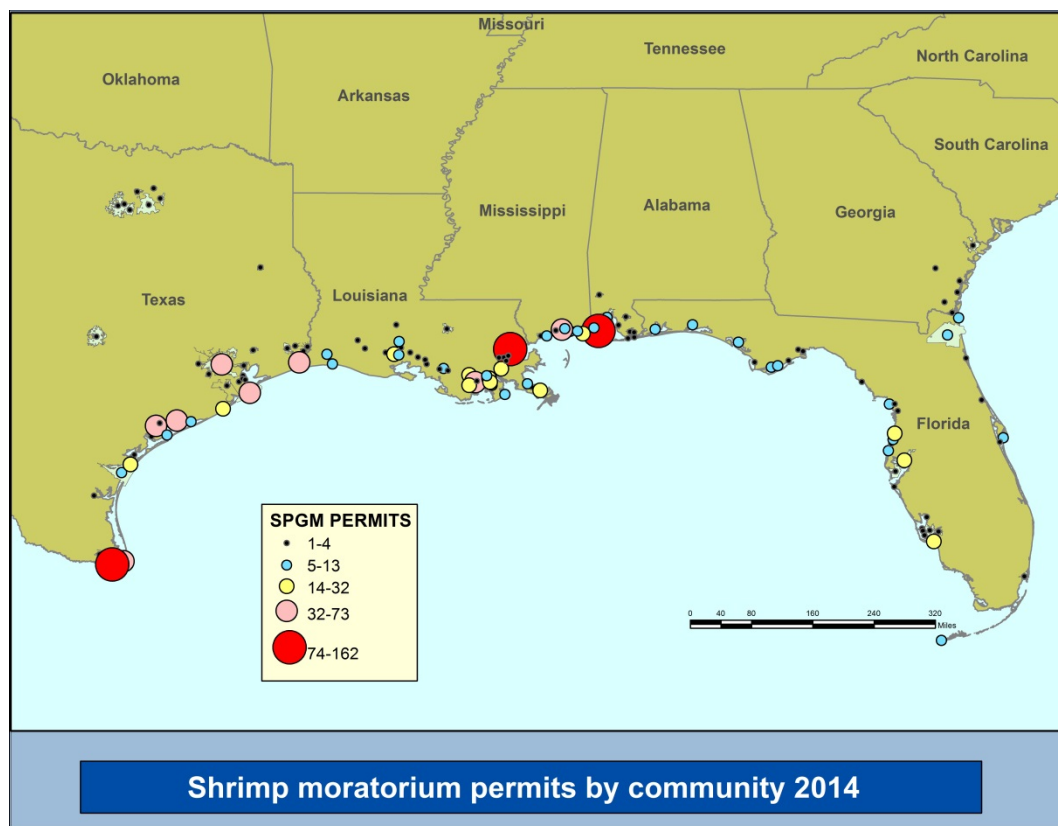 Missouri
Tennessee
North Carolina
Oklahoma
Arkansas
South Carolina
Mississippi
Alabama
Georgia
Texas
Louisiana
Florida
SPGM PERMITS
1-4
5-13
14-32
32-73
74-162
0 40 80 160 240 320
Miles
Shrimp moratorium permits by community 2014